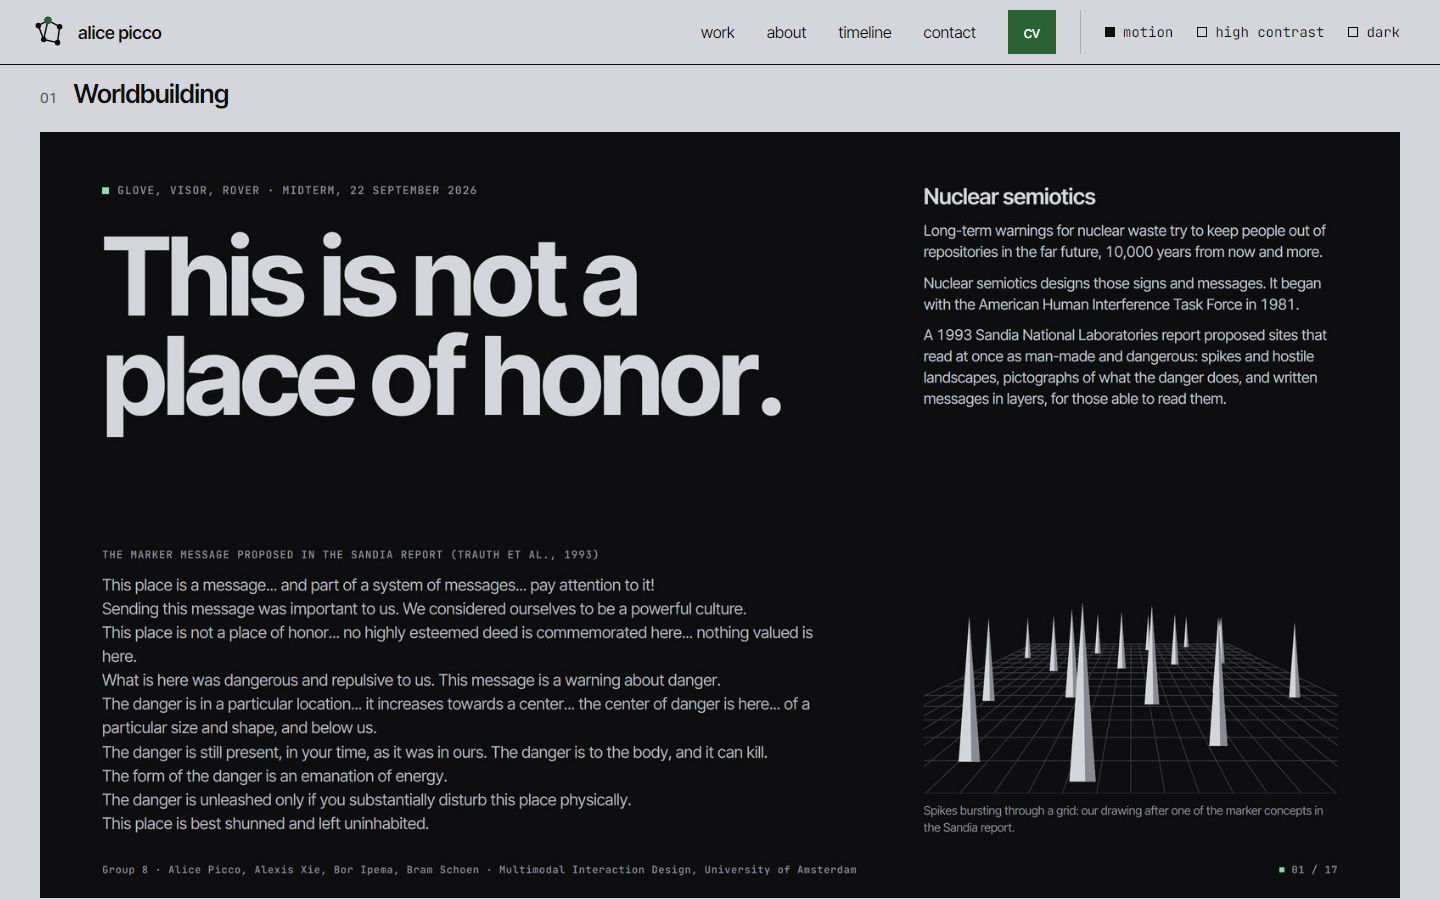 alice picco
work
about
timeline
contact
CV
motion
high contrast
dark
01 Worldbuilding
GLOVE, VISOR, ROVER · MIDTERM, 22 SEPTEMBER 2026
This is not a
place of honor.
Nuclear semiotics
Long-term warnings for nuclear waste try to keep people out of
repositories in the far future, 10,000 years from now and more.
Nuclear semiotics designs those signs and messages. It began
with the American Human Interference Task Force in 1981.
A 1993 Sandia National Laboratories report proposed sites that
read at once as man-made and dangerous: spikes and hostile
landscapes, pictographs of what the danger does, and written
messages in layers, for those able to read them.
THE MARKER MESSAGE PROPOSED IN THE SANDIA REPORT (TRAUTH ET AL., 1993)
This place is a message... and part of a system of messages... pay attention to it!
Sending this message was important to us. We considered ourselves to be a powerful culture.
This place is not a place of honor... no highly esteemed deed is commemorated here... nothing valued is
here.
What is here was dangerous and repulsive to us. This message is a warning about danger.
The danger is in a particular location... it increases towards a center... the center of danger is here... of a
particular size and shape, and below us.
The danger is still present, in your time, as it was in ours. The danger is to the body, and it can kill.
The form of the danger is an emanation of energy.
The danger is unleashed only if you substantially disturb this place physically.
This place is best shunned and left uninhabited.
Spikes bursting through a grid: our drawing after one of the marker concepts in
the Sandia report.
Group 8 · Alice Picco, Alexis Xie, Bor Ipema, Bram Schoen · Multimodal Interaction Design, University of Amsterdam
01 / 17